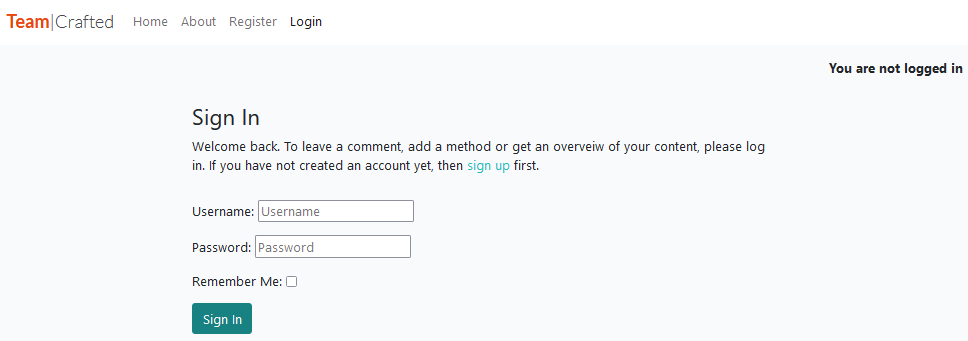 Team|Crafted Home About Register Login
You are not logged in
Sign In
Welcome back. To leave a comment, add a method or get an overveiw of your content, please log
in. If you have not created an account yet, then sign up first.
Username: Username
Password: Password
Remember Me:
Sign In